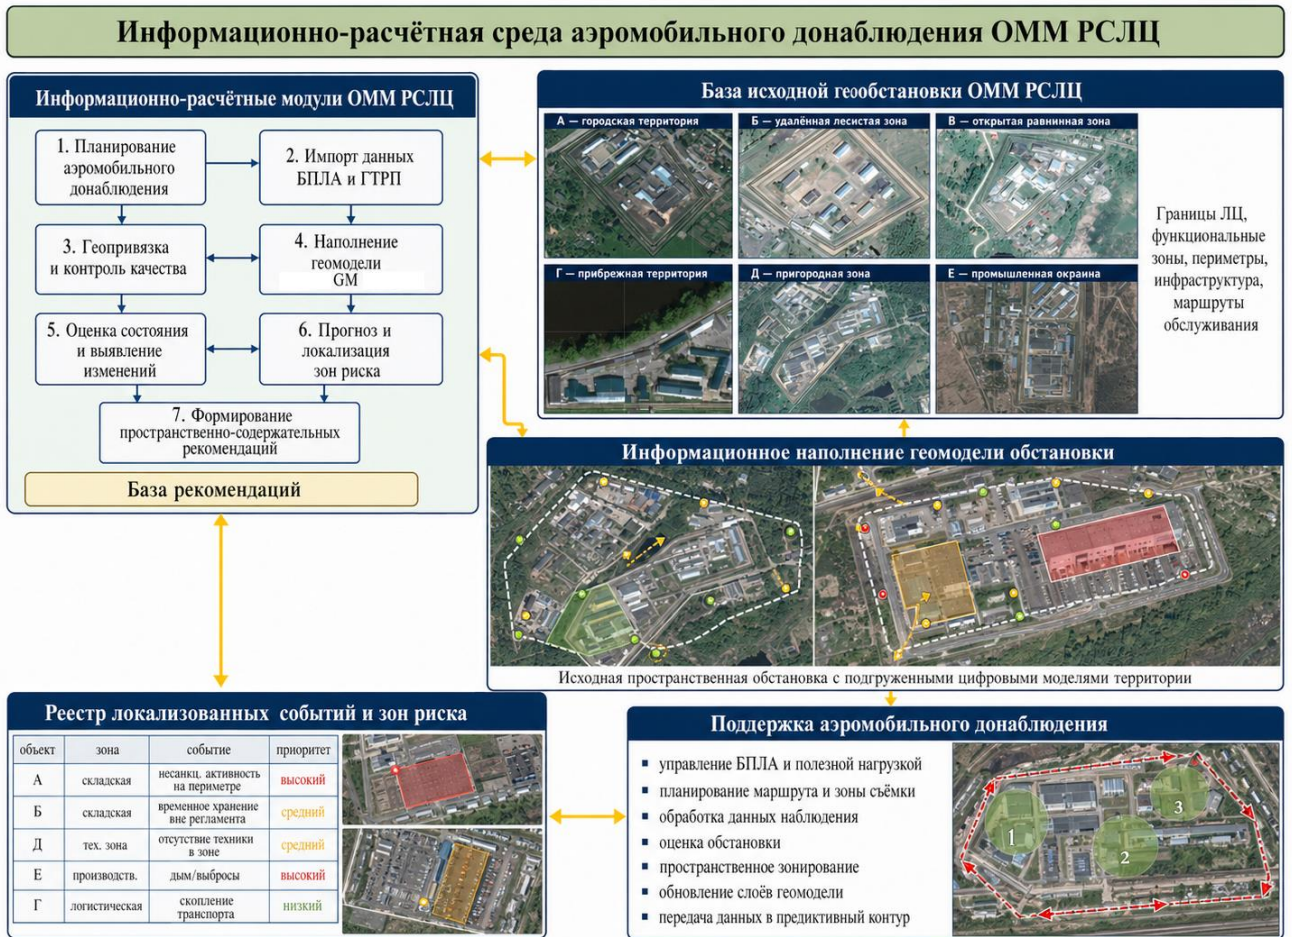 Информационно-расчётная среда аэромобильного донаблюдения ОММ РСЛЦ
Информационно-расчётные модули ОММ РСЛЦ
1. Планирование
аэромобильного
донаблюдения
2. Импорт данных
БПЛА и ГТРП
3. Геопривязка
и контроль качества
4. Наполнение
геомодели
GM
5. Оценка состояния
и выявление
изменений
6. Прогноз и
локализация
зон риска
7. Формирование
пространственно-содержательных
рекомендаций
База рекомендаций
База исходной геообстановки ОММ РСЛЦ
А — городская территория
Б — удалённая лесистая зона
В — открытая равнинная зона
Г — прибрежная территория
Д — пригородная зона
Е — промышленная окраина
Границы ЛЦ,
функциональные
зоны, периметры,
инфраструктура,
маршруты
обслуживания
Информационное наполнение геомодели обстановки
Исходная пространственная обстановка с подгруженными цифровыми моделями территории
Реестр локализованных событий и зон риска
объект зона событие приоритет
А складская несанкц. активность
на периметре высокий
Б складская временное хранение
вне регламента средний
Д тех. зона отсутствие техники
в зоне средний
Е производств. дым/выбросы высокий
Г логистическая скопление
транспорта низкий
Поддержка аэромобильного донаблюдения
▪ управление БПЛА и полезной нагрузкой
▪ планирование маршрута и зоны съёмки
▪ обработка данных наблюдения
▪ оценка обстановки
▪ пространственное зонирование
▪ обновление слоёв геомодели
▪ передача данных в предиктивный контур
1
2
3